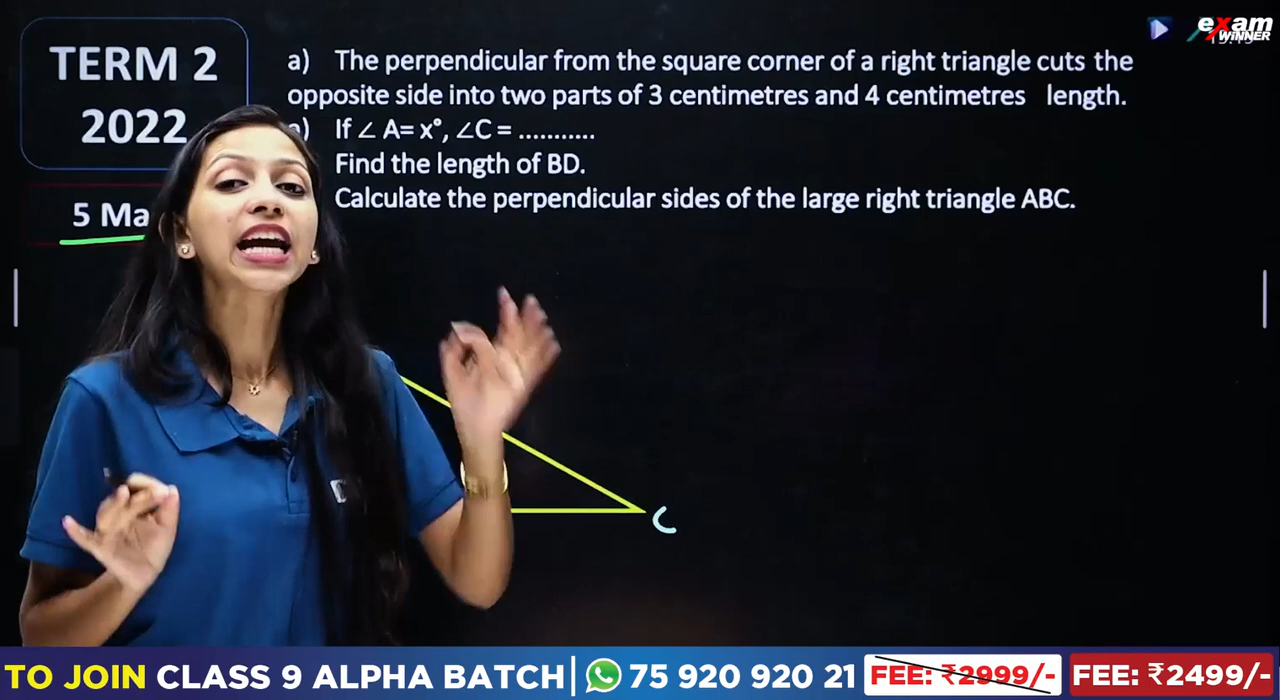 exam
WINNER
TERM 2
2022
5 Ma
a) The perpendicular from the square corner of a right triangle cuts the
opposite side into two parts of 3 centimetres and 4 centimetres length.
) If ∠ A= x°, ∠C = ...........
Find the length of BD.
Calculate the perpendicular sides of the large right triangle ABC.
C
TO JOIN CLASS 9 ALPHA BATCH | 75 920 920 21 FEE: ₹2999/- FEE: ₹2499/-